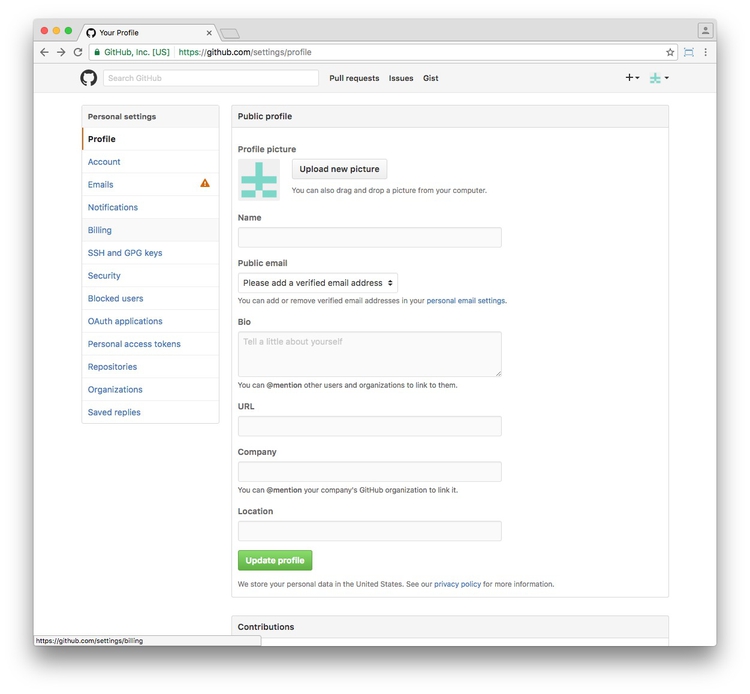 Your Profile
GitHub, Inc. [US] https://github.com/settings/profile
Search GitHub
Pull requests Issues Gist
Personal settings
Profile
Account
Emails
Notifications
Billing
SSH and GPG keys
Security
Blocked users
OAuth applications
Personal access tokens
Repositories
Organizations
Saved replies
Public profile
Profile picture
Upload new picture
You can also drag and drop a picture from your computer.
Name
Public email
Please add a verified email address
You can add or remove verified email addresses in your personal email settings.
Bio
Tell a little about yourself
You can @mention other users and organizations to link to them.
URL
Company
You can @mention your company's GitHub organization to link it.
Location
Update profile
We store your personal data in the United States. See our privacy policy for more information.
Contributions
https://github.com/settings/billing